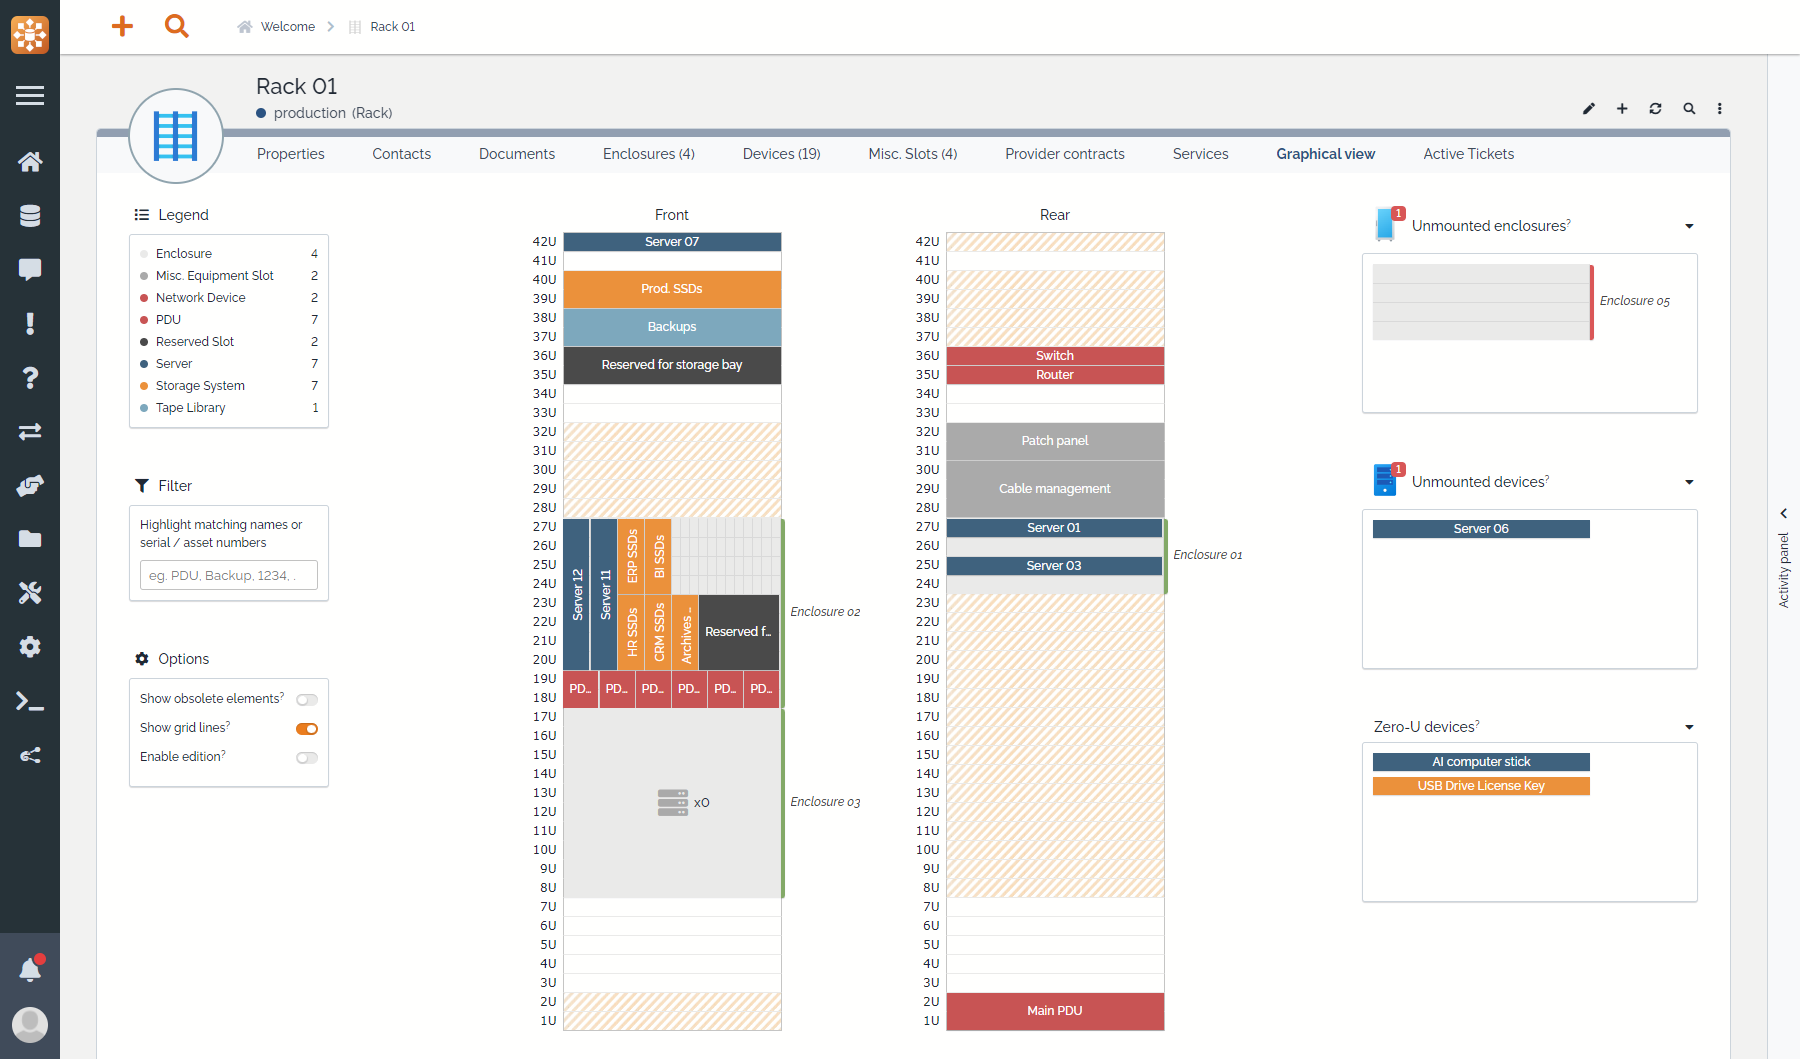 Welcome
Rack 01
Rack 01
production (Rack)
Properties
Contacts
Documents
Enclosures (4)
Devices (19)
Misc. Slots (4)
Provider contracts
Services
Graphical view
Active Tickets
Legend
Enclosure 4
Misc. Equipment Slot 2
Network Device 2
PDU 7
Reserved Slot 2
Server 7
Storage System 7
Tape Library 1
Filter
Highlight matching names or
serial / asset numbers
eg. PDU, Backup, 1234, .
Options
Show obsolete elements?
Show grid lines?
Enable edition?
Front
42U
41U
40U
39U
38U
37U
36U
35U
34U
33U
32U
31U
30U
29U
28U
27U
26U
25U
24U
23U
22U
21U
20U
19U
18U
17U
16U
15U
14U
13U
12U
11U
10U
9U
8U
7U
6U
5U
4U
3U
2U
1U
Server 07
Prod. SSDs
Backups
Reserved for storage bay
Server 12
Server 11
ERP SSDs
BI SSDs
HR SSDs
CRM SSDs
Archives ...
Reserved f...
PD...
PD...
PD...
PD...
PD...
PD...
Enclosure 02
x0
Enclosure 03
Rear
42U
41U
40U
39U
38U
37U
36U
35U
34U
33U
32U
31U
30U
29U
28U
27U
26U
25U
24U
23U
22U
21U
20U
19U
18U
17U
16U
15U
14U
13U
12U
11U
10U
9U
8U
7U
6U
5U
4U
3U
2U
1U
Switch
Router
Patch panel
Cable management
Server 01
Server 03
Enclosure 01
Main PDU
1
Unmounted enclosures?
Enclosure 05
1
Unmounted devices?
Server 06
Zero-U devices?
AI computer stick
USB Drive License Key
Activity panel